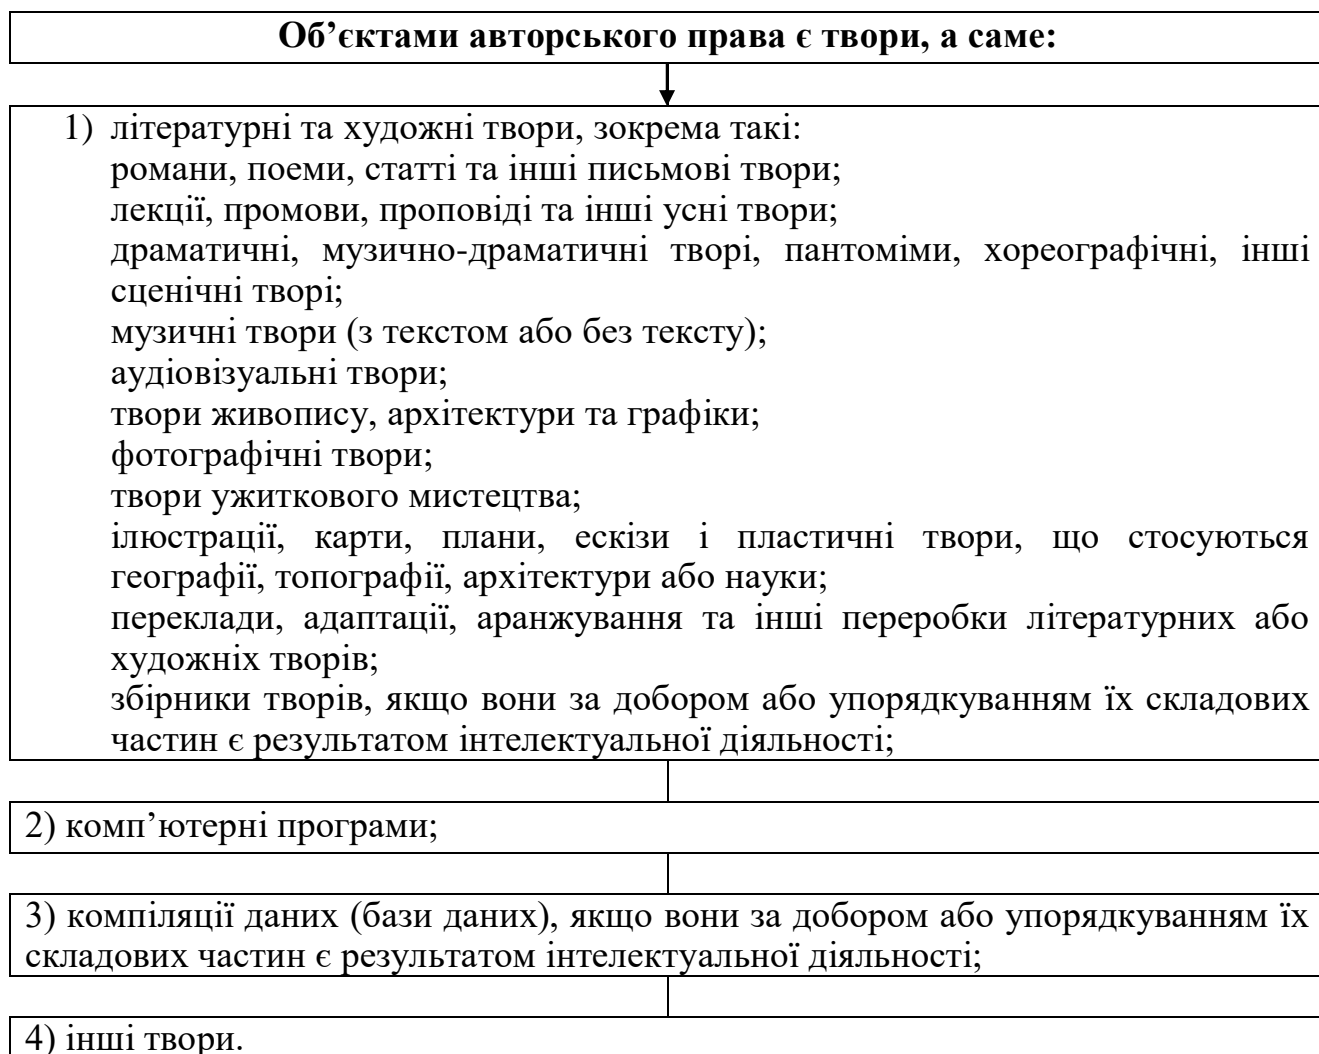 Об’єктами авторського права є твори, а саме:
1) літературні та художні твори, зокрема такі:
романи, поеми, статті та інші письмові твори;
лекції, промови, проповіді та інші усні твори;
драматичні, музично-драматичні творі, пантоміми, хореографічні, інші
сценічні творі;
музичні твори (з текстом або без тексту);
аудіовізуальні твори;
твори живопису, архітектури та графіки;
фотографічні твори;
твори ужиткового мистецтва;
ілюстрації, карти, плани, ескізи і пластичні твори, що стосуються
географії, топографії, архітектури або науки;
переклади, адаптації, аранжування та інші переробки літературних або
художніх творів;
збірники творів, якщо вони за добором або упорядкуванням їх складових
частин є результатом інтелектуальної діяльності;
2) комп’ютерні програми;
3) компіляції даних (бази даних), якщо вони за добором або упорядкуванням їх
складових частин є результатом інтелектуальної діяльності;
4) інші твори.